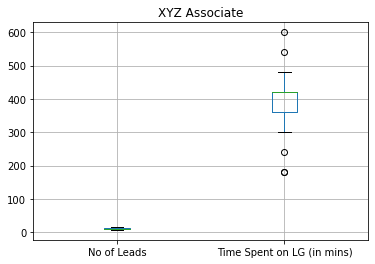 XYZ Associate
600
500
400
300
200
100
0
No of Leads
Time Spent on LG (in mins)